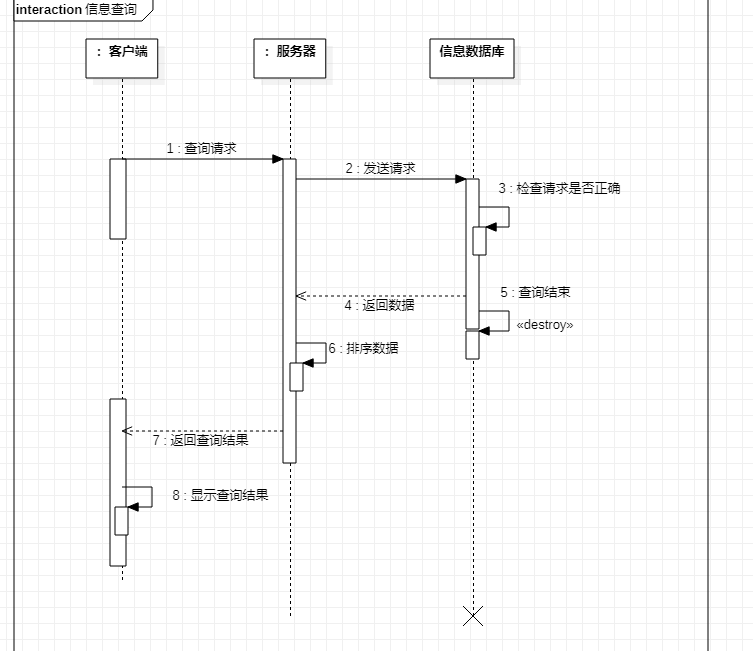 interaction 信息查询
: 客户端
: 服务器
信息数据库
1 : 查询请求
2 : 发送请求
3 : 检查请求是否正确
5 : 查询结束
4 : 返回数据
«destroy»
6 : 排序数据
7 : 返回查询结果
8 : 显示查询结果